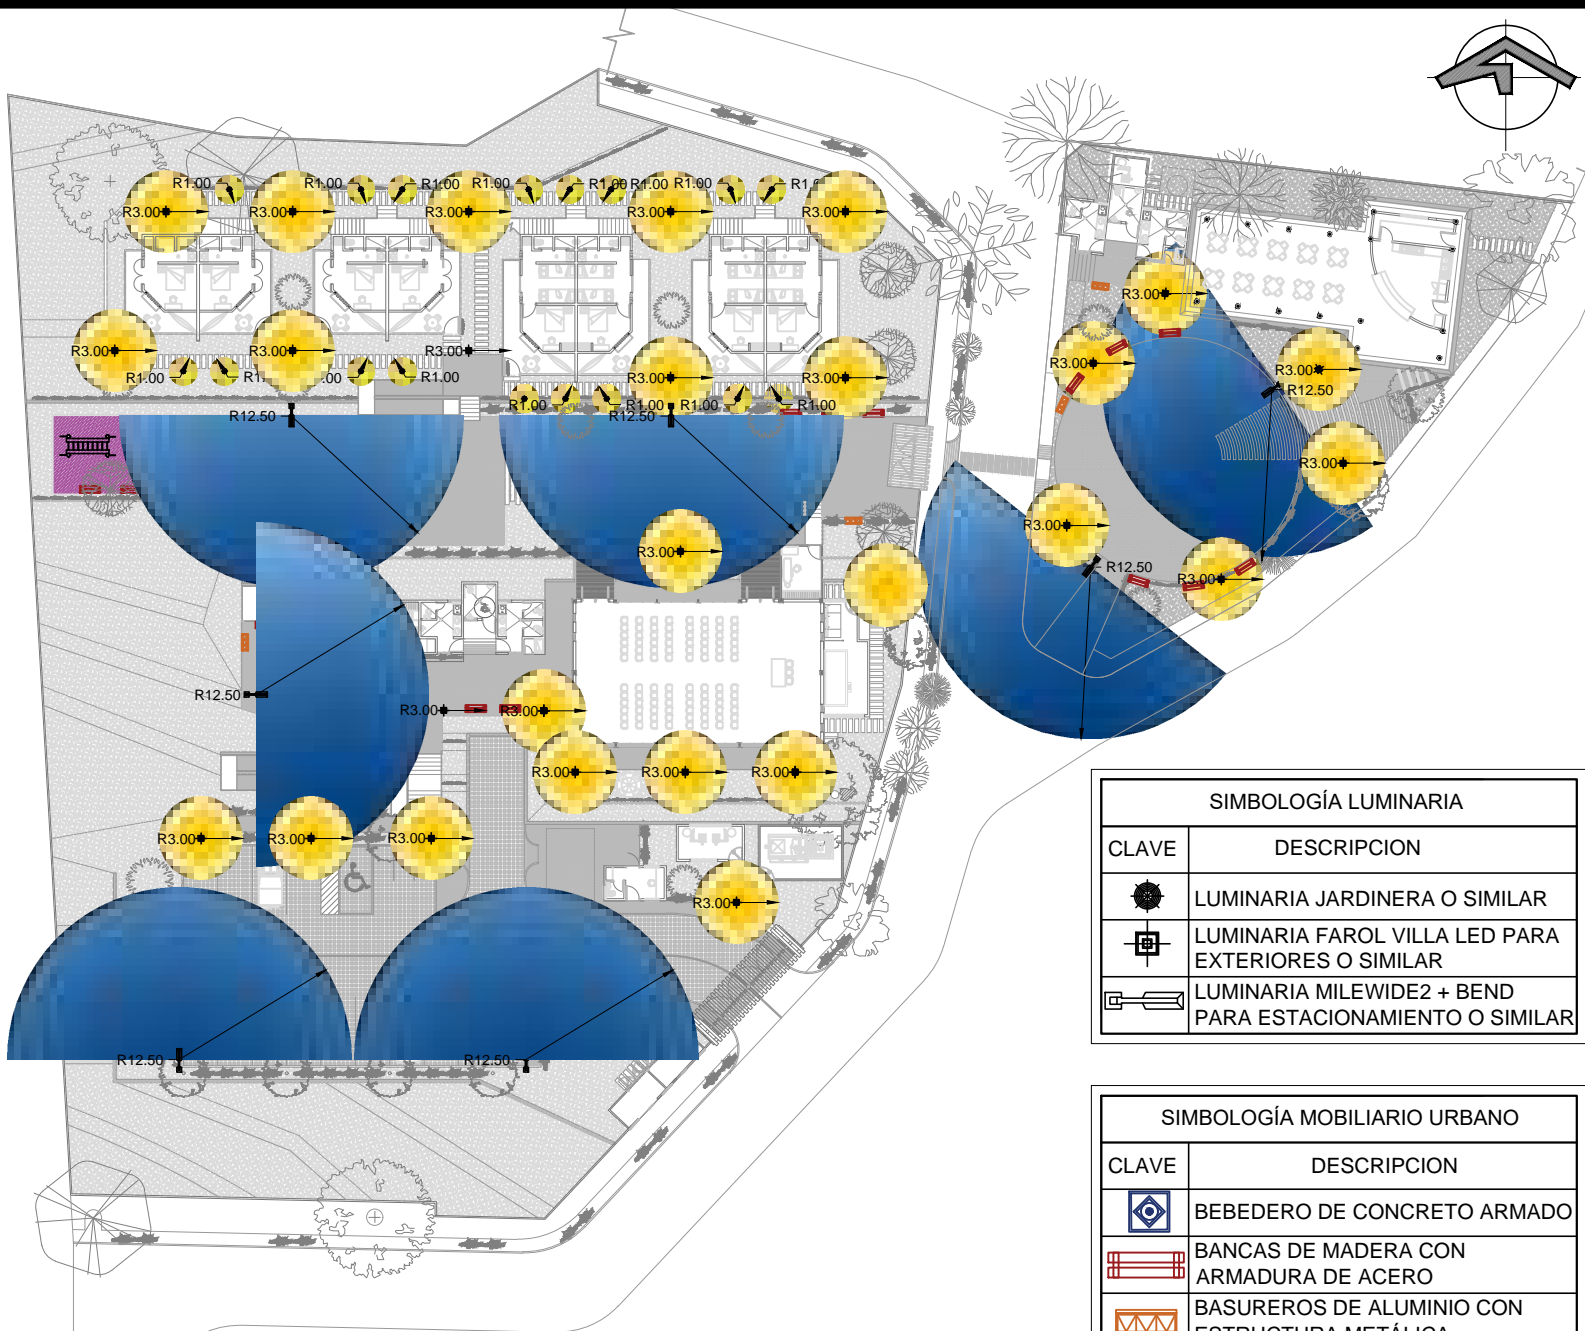 R1.00 R1.00 R1.00 R1.00 R1.00 R1.00 R1.00 R1.00
R3.00 R3.00 R3.00 R3.00 R3.00
R3.00
R3.00 R3.00 R3.00
R3.00 R3.00
R3.00 R3.00
R1.00 R1.00
R12.50
R1.00 R1.00 R1.00 R1.00
R12.50 R12.50
R3.00
R3.00
R3.00
R12.50
R3.00
R12.50
R3.00 R3.00
R3.00 R3.00 R3.00
R3.00 R3.00 R3.00
R3.00
R12.50 R12.50
SIMBOLOGÍA LUMINARIA
CLAVE DESCRIPCION
LUMINARIA JARDINERA O SIMILAR
LUMINARIA FAROL VILLA LED PARA
EXTERIORES O SIMILAR
LUMINARIA MILEWIDE2 + BEND
PARA ESTACIONAMIENTO O SIMILAR
SIMBOLOGÍA MOBILIARIO URBANO
CLAVE DESCRIPCION
BEBEDERO DE CONCRETO ARMADO
BANCAS DE MADERA CON
ARMADURA DE ACERO
BASUREROS DE ALUMINIO CON
ESTRUCTURA METÁLICA